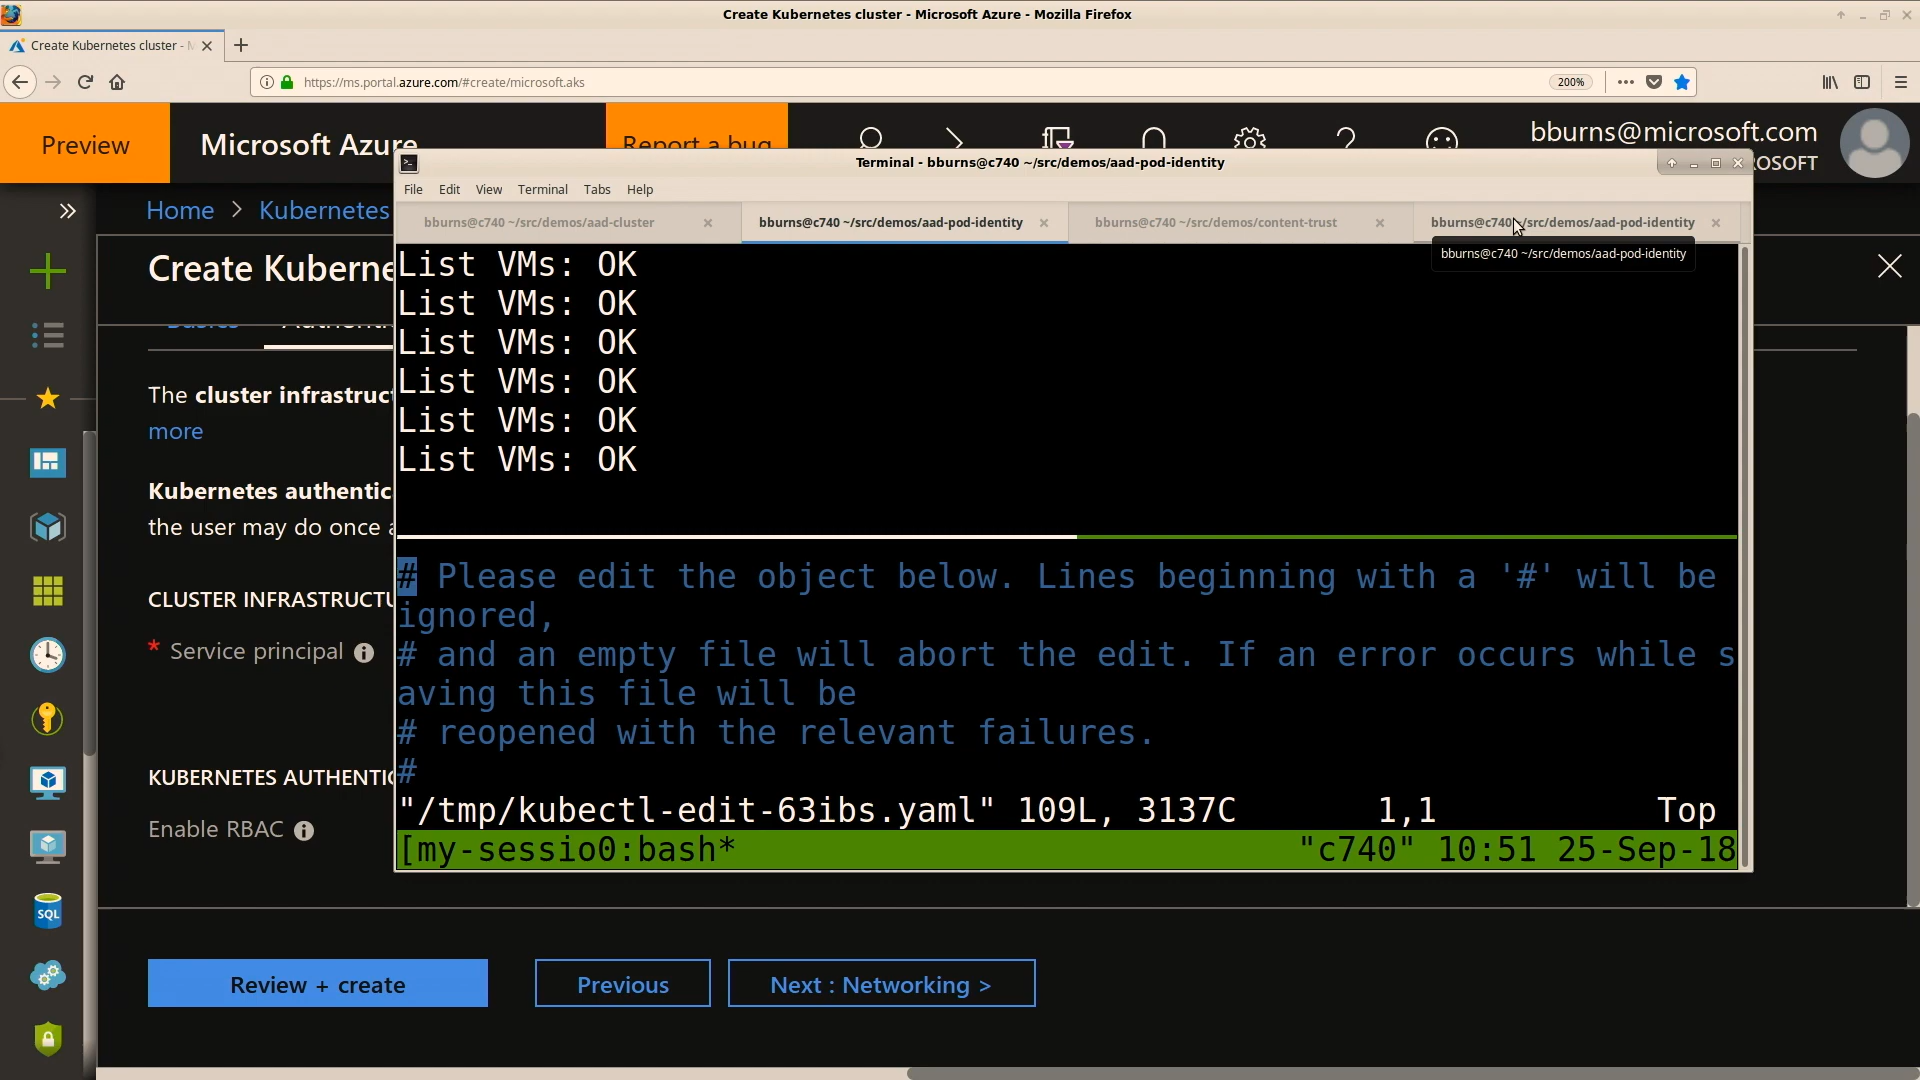 Create Kubernetes cluster - Microsoft Azure - Mozilla Firefox
Create Kubernetes cluster - M
https://ms.portal.azure.com/#create/microsoft.aks
200%
Preview
Microsoft Azure
Report a bug
bburns@microsoft.com
OSOFT
Terminal - bburns@c740 ~/src/demos/aad-pod-identity
File Edit View Terminal Tabs Help
bburns@c740 ~/src/demos/aad-cluster
bburns@c740 ~/src/demos/aad-pod-identity
bburns@c740 ~/src/demos/content-trust
bburns@c740 ~/src/demos/aad-pod-identity
bburns@c740 ~/src/demos/aad-pod-identity
Home > Kubernetes
Create Kuberne
Basics
The cluster infrastruct
more
Kubernetes authentic
the user may do once a
CLUSTER INFRASTRUCTU
* Service principal
KUBERNETES AUTHENTIC
Enable RBAC
List VMs: OK
List VMs: OK
List VMs: OK
List VMs: OK
List VMs: OK
List VMs: OK
# Please edit the object below. Lines beginning with a '#' will be
ignored,
# and an empty file will abort the edit. If an error occurs while s
aving this file will be
# reopened with the relevant failures.
#
"/tmp/kubectl-edit-63ibs.yaml" 109L, 3137C 1,1 Top
[my-sessio0:bash* "c740" 10:51 25-Sep-18
SQL
Review + create
Previous
Next : Networking >